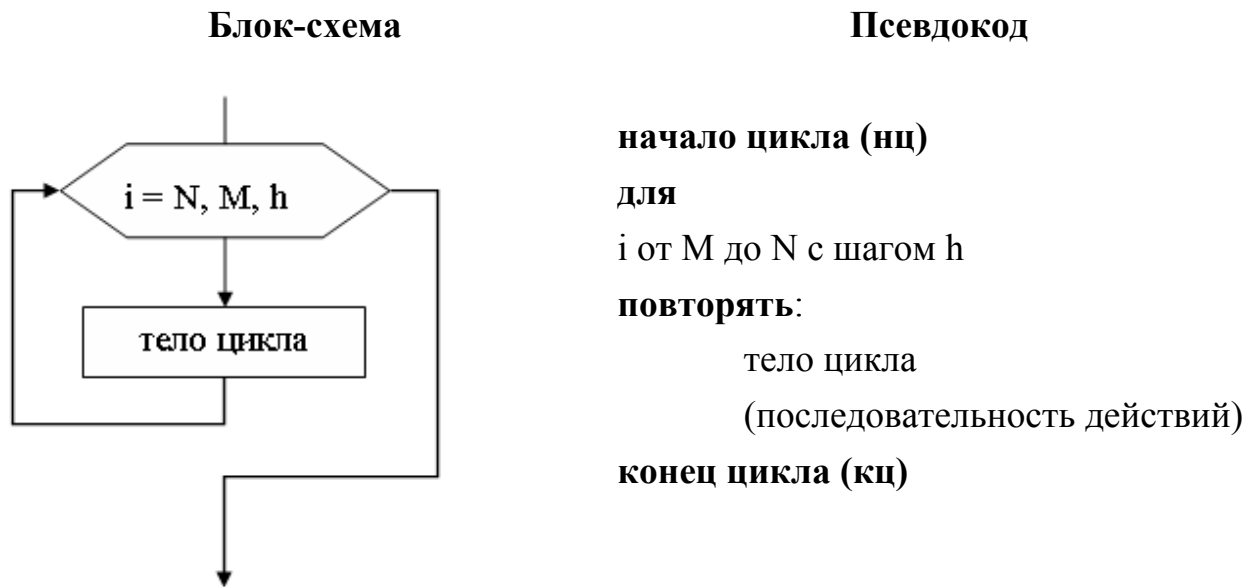 Блок-схема
Псевдокод
i = N, M, h
тело цикла
начало цикла (нц)
для
i от M до N с шагом h
повторять:
тело цикла
(последовательность действий)
конец цикла (кц)